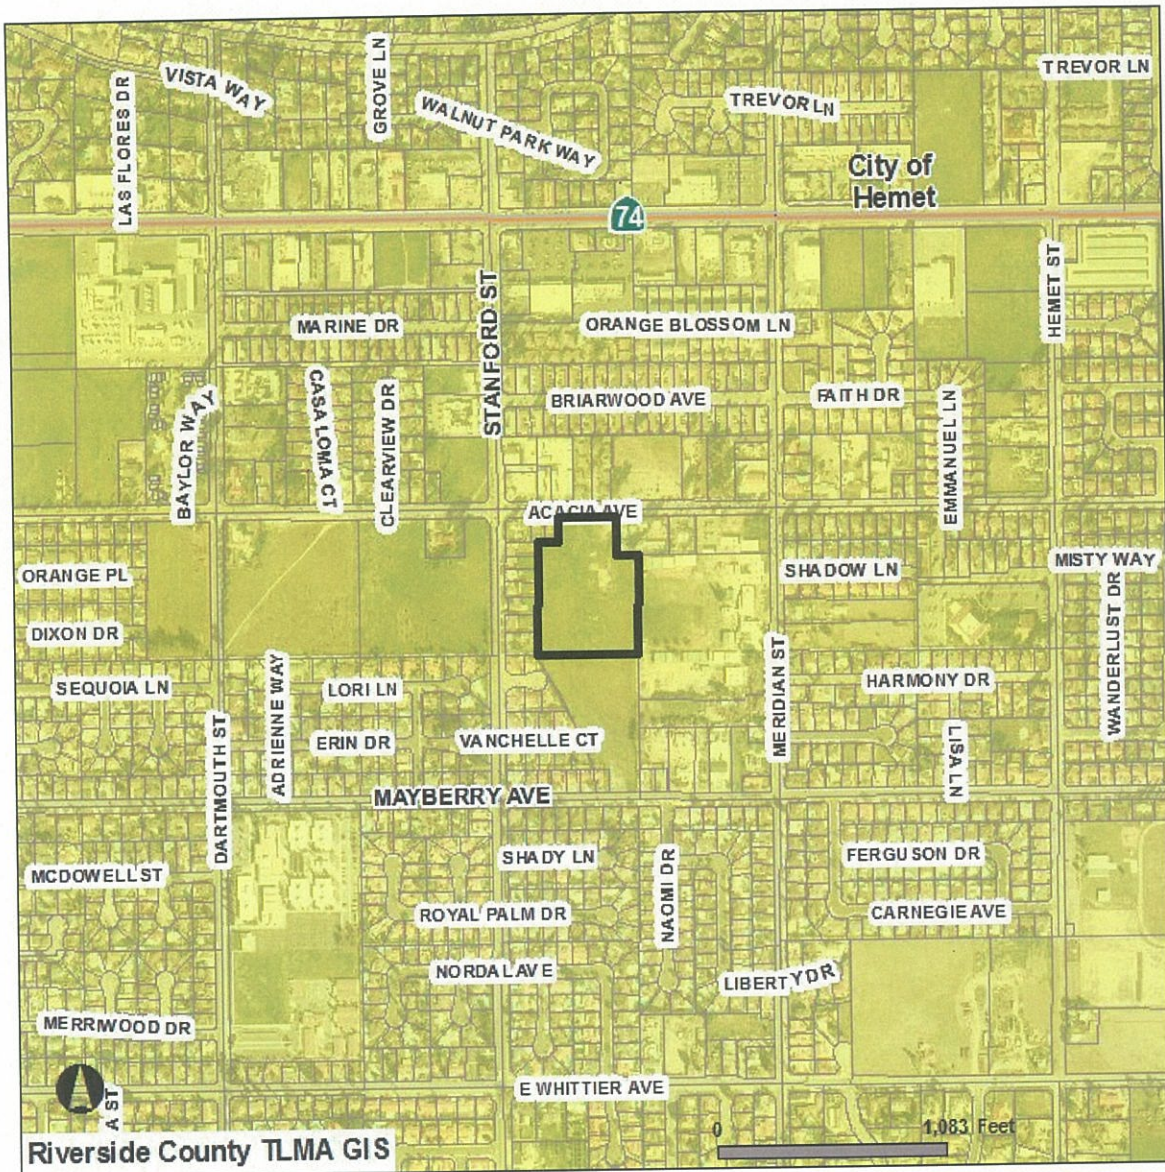 TREVOR LN
VISTA WAY
GROVE LN
LAS FLORES DR
WALNUT PARK WAY
TREVOR LN
City of
Hemet
74
STANFORD ST
HEMET ST
MARINE DR
ORANGE BLOSSOM LN
CASA LOMA CT
CLEARVIEW DR
BRIARWOOD AVE
FAITH DR
BAYLOR WAY
EMMANUEL LN
ACACIA AVE
ORANGE PL
SHADOW LN
MISTY WAY
WANDERLUST DR
DIXON DR
SEQUOIA LN
ADRIENNE WAY
LORI LN
MERIDIAN ST
HARMONY DR
DARTMOUTH ST
ERIN DR
VANCHELLE CT
LISA LN
MAYBERRY AVE
MCDOWELL ST
SHADY LN
NAOMI DR
FERGUSON DR
ROYAL PALM DR
CARNEGIE AVE
NORDAL AVE
LIBERTY DR
MERRIWOOD DR
A ST
E WHITTIER AVE
0 1,083 Feet
Riverside County TLMA GIS